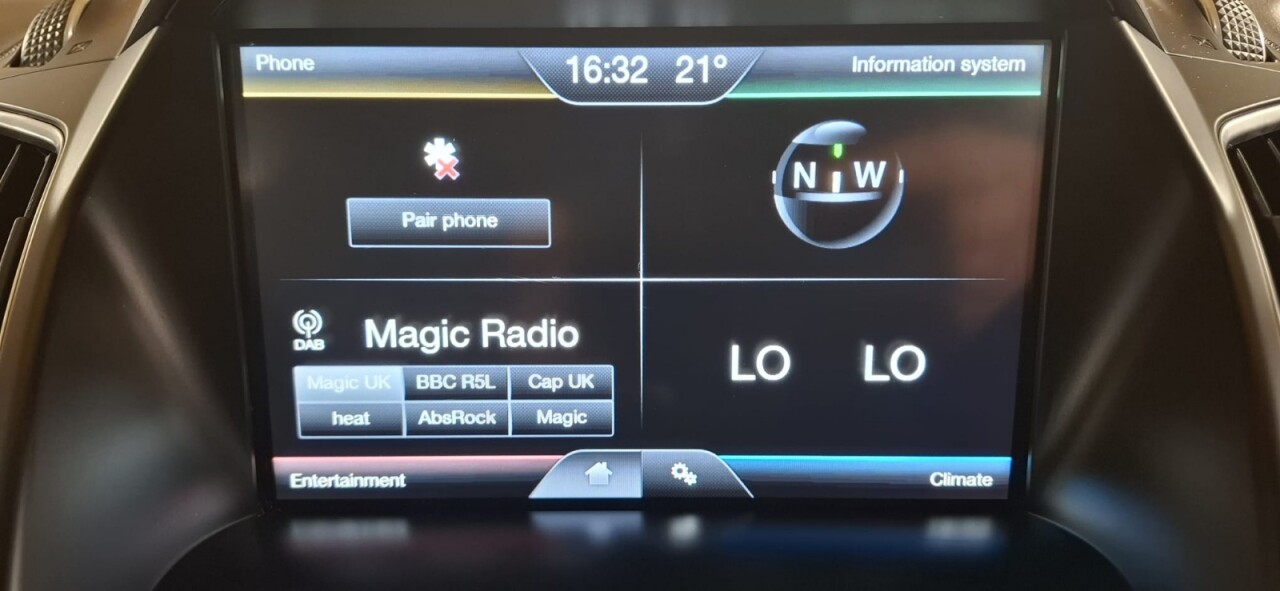 Phone
16:32 21°
Information system
Pair phone
N W
DAB
Magic Radio
Magic UK BBC R5L Cap UK
heat AbsRock Magic
LO LO
Entertainment
Climate